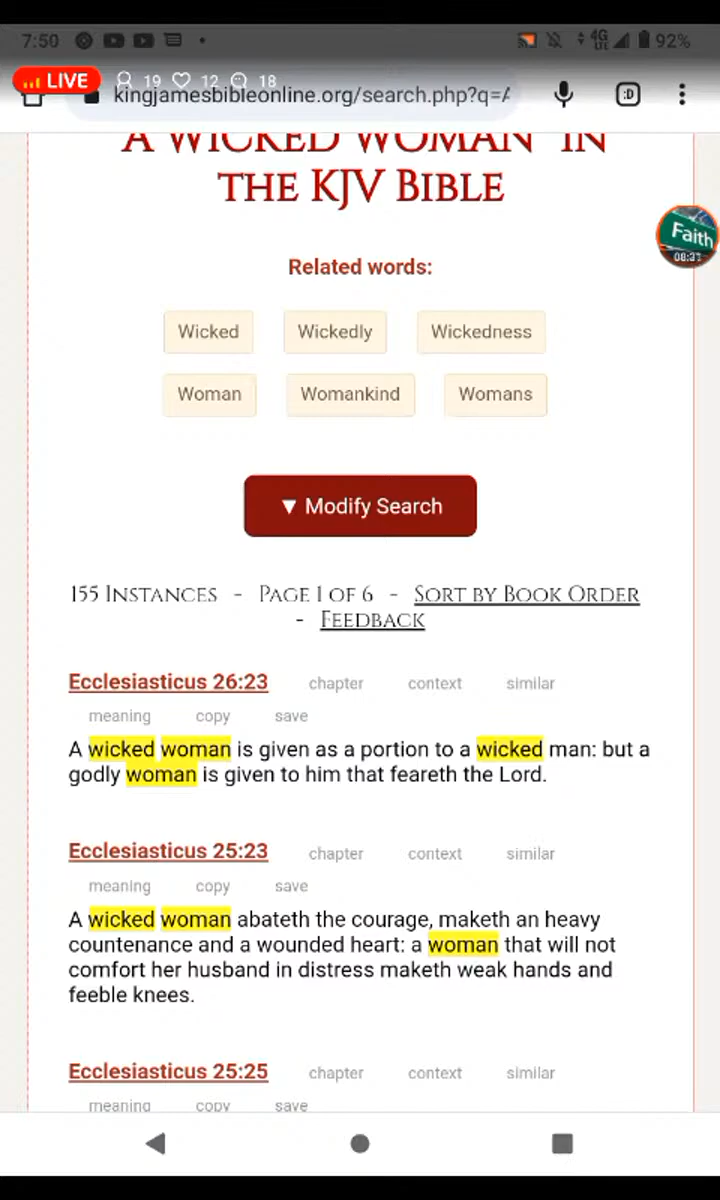 7:50
4G
LTE
92%
LIVE 19 12 18
kingjamesbibleonline.org/search.php?q=A
:D
A WICKED WOMAN IN
THE KJV BIBLE
Faith
08:21
Related words:
Wicked Wickedly Wickedness
Woman Womankind Womans
▼ Modify Search
155 INSTANCES - PAGE 1 OF 6 - SORT BY BOOK ORDER
- FEEDBACK
Ecclesiasticus 26:23 chapter context similar
meaning copy save
A wicked woman is given as a portion to a wicked man: but a
godly woman is given to him that feareth the Lord.
Ecclesiasticus 25:23 chapter context similar
meaning copy save
A wicked woman abateth the courage, maketh an heavy
countenance and a wounded heart: a woman that will not
comfort her husband in distress maketh weak hands and
feeble knees.
Ecclesiasticus 25:25 chapter context similar
meaning copy save